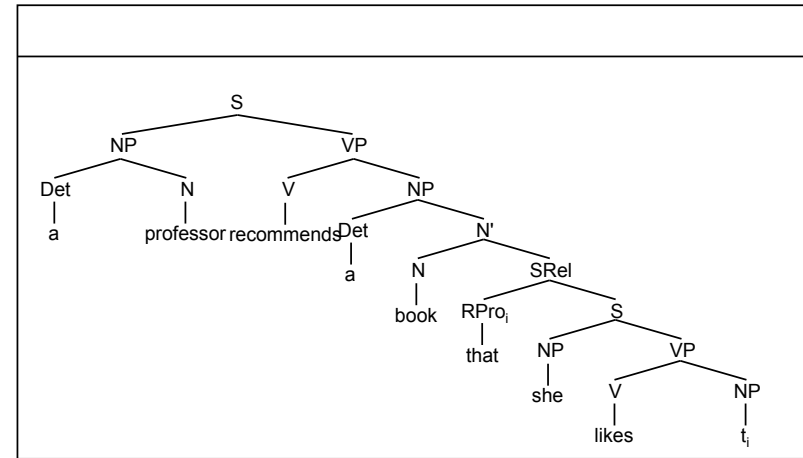 S
NP VP
Det N V NP
a professor recommends Det N'
a N SRel
book RProi S
that NP VP
she V NP
likes ti